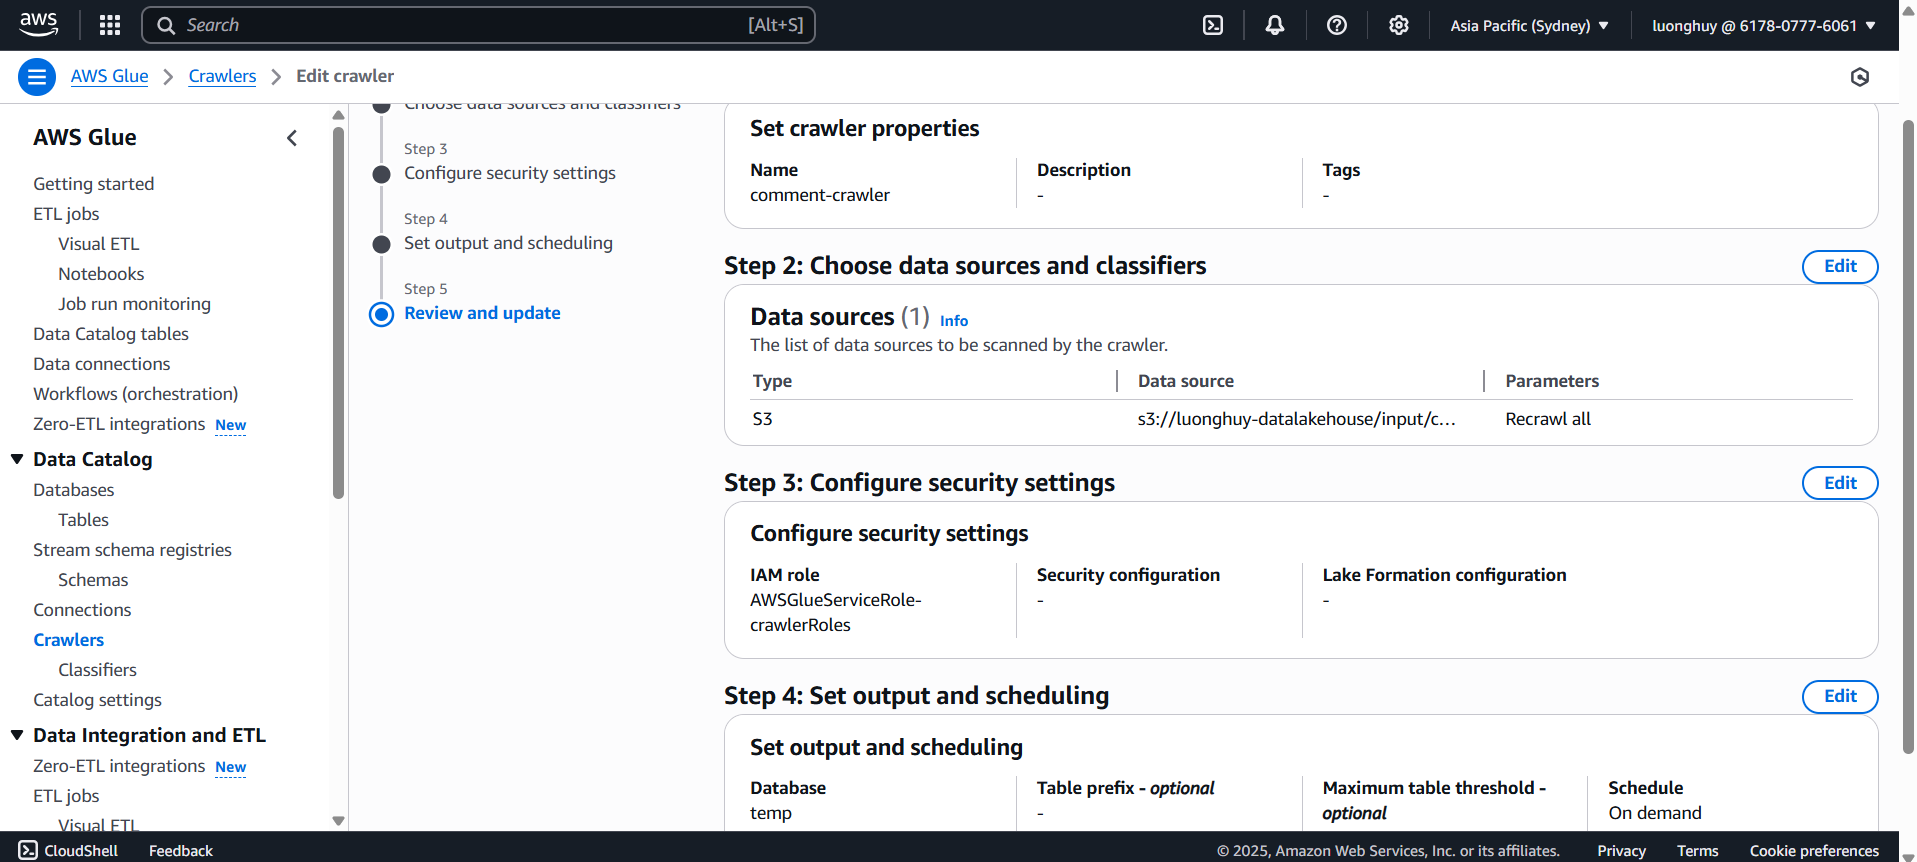 aws
Search
[Alt+S]
Asia Pacific (Sydney)
luonghuy @ 6178-0777-6061
AWS Glue
Crawlers
Edit crawler
AWS Glue
Getting started
ETL jobs
Visual ETL
Notebooks
Job run monitoring
Data Catalog tables
Data connections
Workflows (orchestration)
Zero-ETL integrations New
Data Catalog
Databases
Tables
Stream schema registries
Schemas
Connections
Crawlers
Classifiers
Catalog settings
Data Integration and ETL
Zero-ETL integrations New
ETL jobs
Visual ETL
Choose data sources and classifiers
Step 3
Configure security settings
Step 4
Set output and scheduling
Step 5
Review and update
Set crawler properties
Name
comment-crawler
Description
-
Tags
-
Step 2: Choose data sources and classifiers
Edit
Data sources (1) Info
The list of data sources to be scanned by the crawler.
Type
Data source
Parameters
S3
s3://luonghuy-datalakehouse/input/c...
Recrawl all
Step 3: Configure security settings
Edit
Configure security settings
IAM role
AWSGlueServiceRole-
crawlerRoles
Security configuration
-
Lake Formation configuration
-
Step 4: Set output and scheduling
Edit
Set output and scheduling
Database
temp
Table prefix - optional
-
Maximum table threshold -
optional
Schedule
On demand
CloudShell
Feedback
© 2025, Amazon Web Services, Inc. or its affiliates.
Privacy
Terms
Cookie preferences